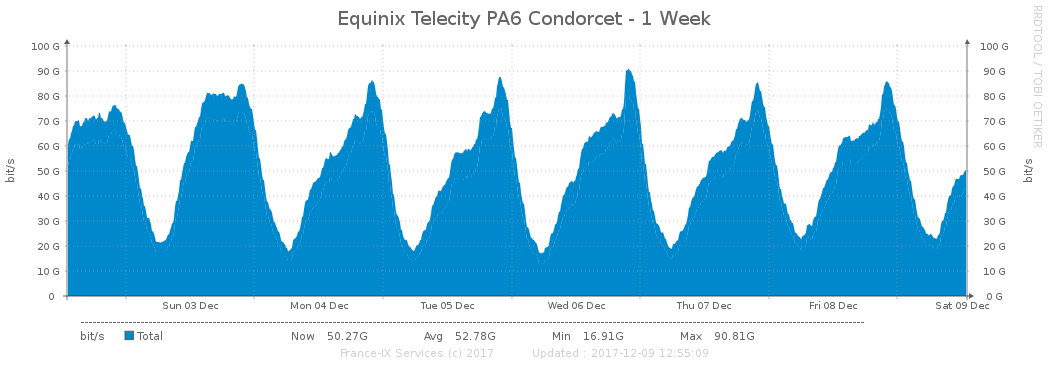 Equinix Telecity PA6 Condorcet - 1 Week
RRDTOOL / TOBI OETIKER
100 G 100 G
90 G 90 G
80 G 80 G
70 G 70 G
60 G 60 G
50 G 50 G
40 G 40 G
30 G 30 G
20 G 20 G
10 G 10 G
0 0 G
bit/s bit/s
Sun 03 Dec Mon 04 Dec Tue 05 Dec Wed 06 Dec Thu 07 Dec Fri 08 Dec Sat 09 Dec
bit/s Total Now 50.27G Avg 52.78G Min 16.91G Max 90.81G
France-IX Services (c) 2017 Updated : 2017-12-09 12:55:09